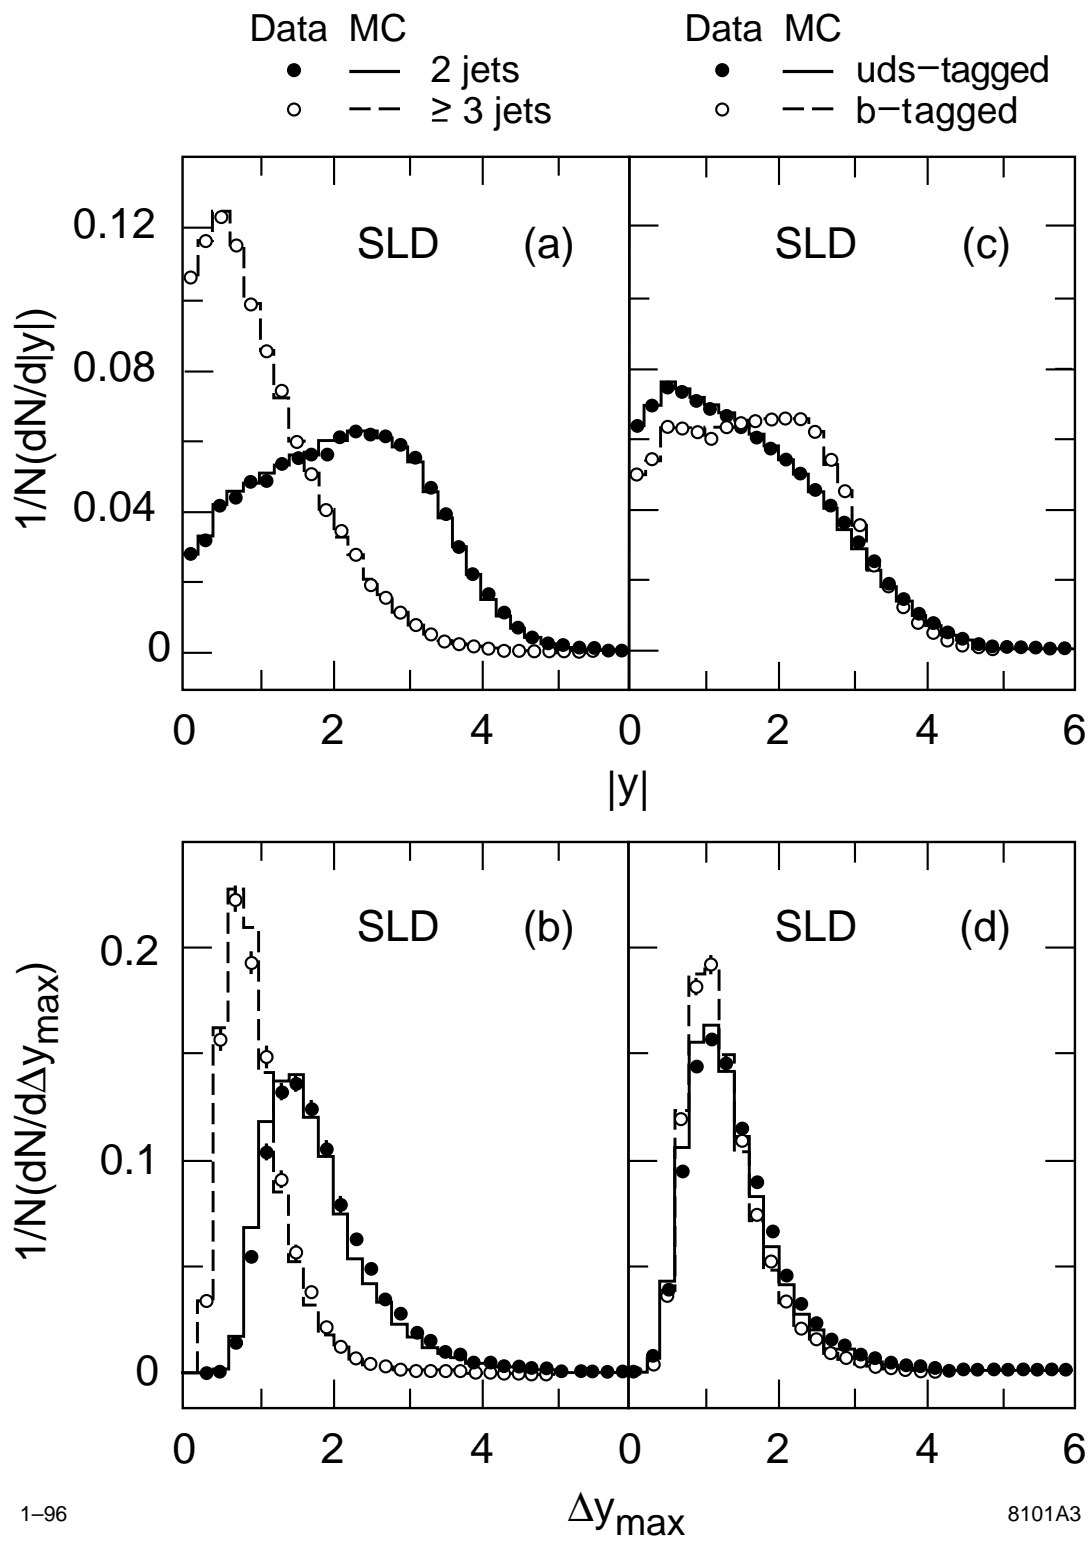 Data MC
2 jets
≥ 3 jets
Data MC
uds–tagged
b–tagged
1/N(dN/d|y|)
0.12
0.08
0.04
0
SLD (a)
SLD (c)
0 2 4 0 2 4 6
|y|
1/N(dN/dΔymax)
0.2
0.1
0
SLD (b)
SLD (d)
0 2 4 0 2 4 6
Δymax
1–96
8101A3